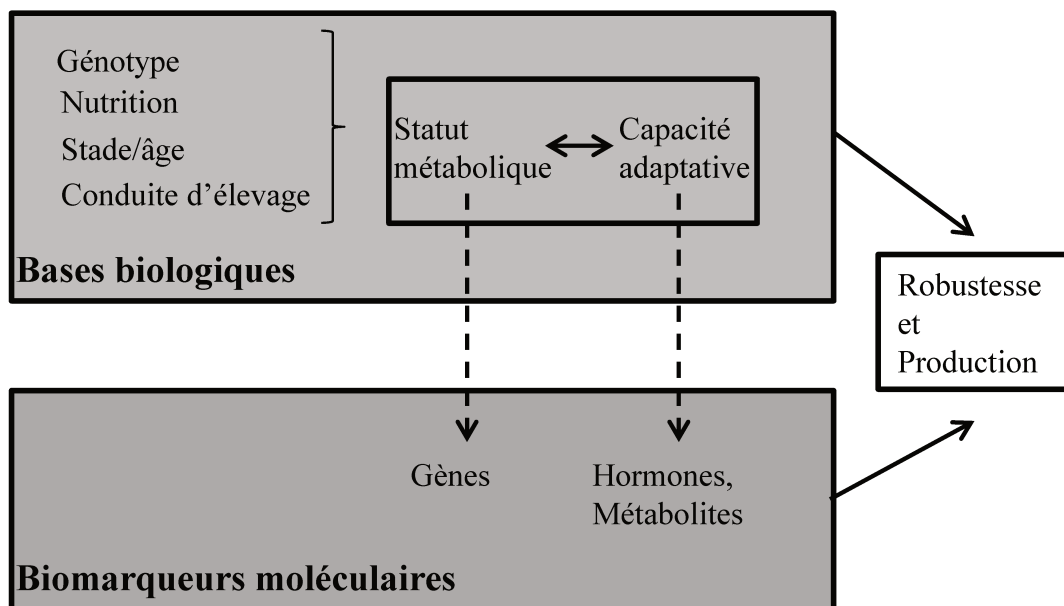 Génotype
Nutrition
Stade/âge
Conduite d'élevage
Statut
métabolique
Capacité
adaptative
Bases biologiques
Robustesse
et
Production
Gènes
Hormones,
Métabolites
Biomarqueurs moléculaires